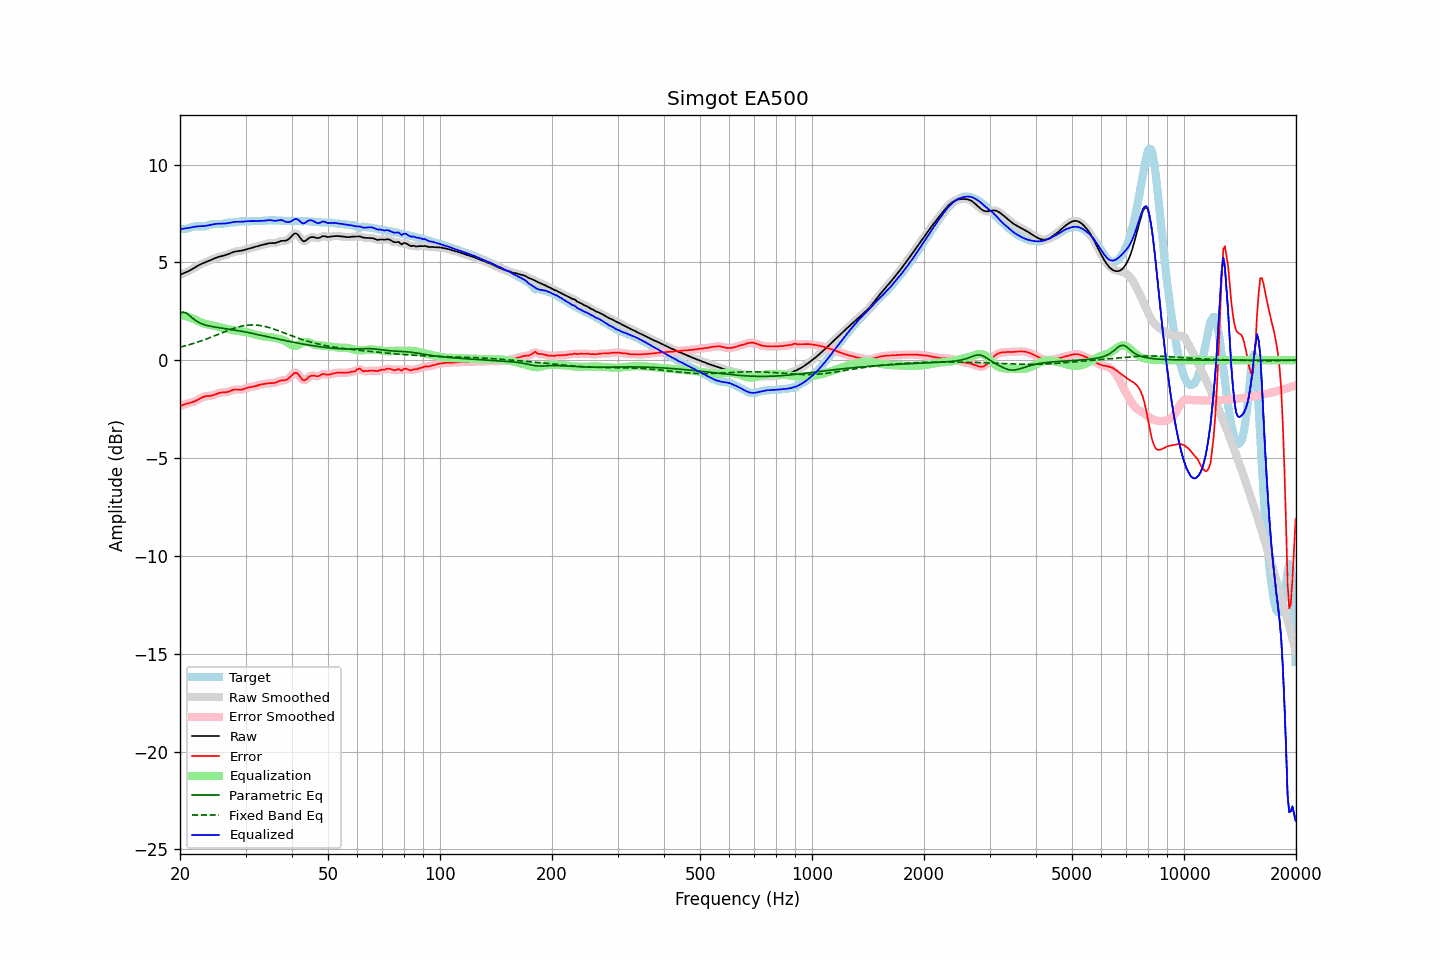 Simgot EA500
10
5
0
−5
−10
−15
−20
−25
Amplitude (dBr)
Target
Raw Smoothed
Error Smoothed
Raw
Error
Equalization
Parametric Eq
Fixed Band Eq
Equalized
20 50 100 200 500 1000 2000 5000 10000 20000
Frequency (Hz)